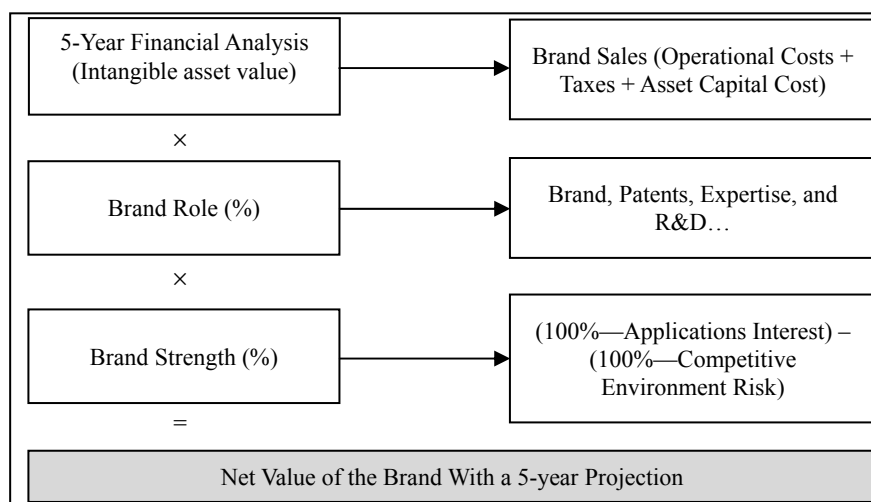 5-Year Financial Analysis
(Intangible asset value)
Brand Sales (Operational Costs +
Taxes + Asset Capital Cost)
×
Brand Role (%)
Brand, Patents, Expertise, and
R&D…
×
Brand Strength (%)
(100%—Applications Interest) –
(100%—Competitive
Environment Risk)
=
Net Value of the Brand With a 5-year Projection